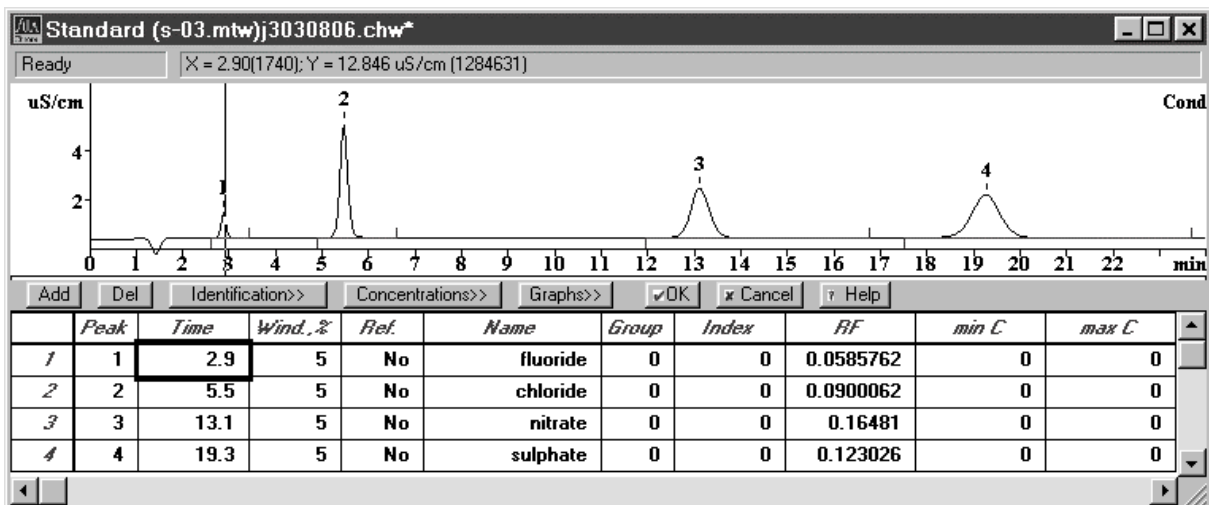 Standard (s-03.mtw)j3030806.chw*
Ready X = 2.90(1740); Y = 12.846 uS/cm (1284631)
uS/cm 2 Cond
4
3 4
2 1
0 1 2 3 4 5 6 7 8 9 10 11 12 13 14 15 16 17 18 19 20 21 22 min
Add Del Identification>> Concentrations>> Graphs>> OK Cancel ? Help
Peak Time Wind.,% Ref. Name Group Index RF min C max C
1 1 2.9 5 No fluoride 0 0 0.0585762 0 0
2 2 5.5 5 No chloride 0 0 0.0900062 0 0
3 3 13.1 5 No nitrate 0 0 0.16481 0 0
4 4 19.3 5 No sulphate 0 0 0.123026 0 0